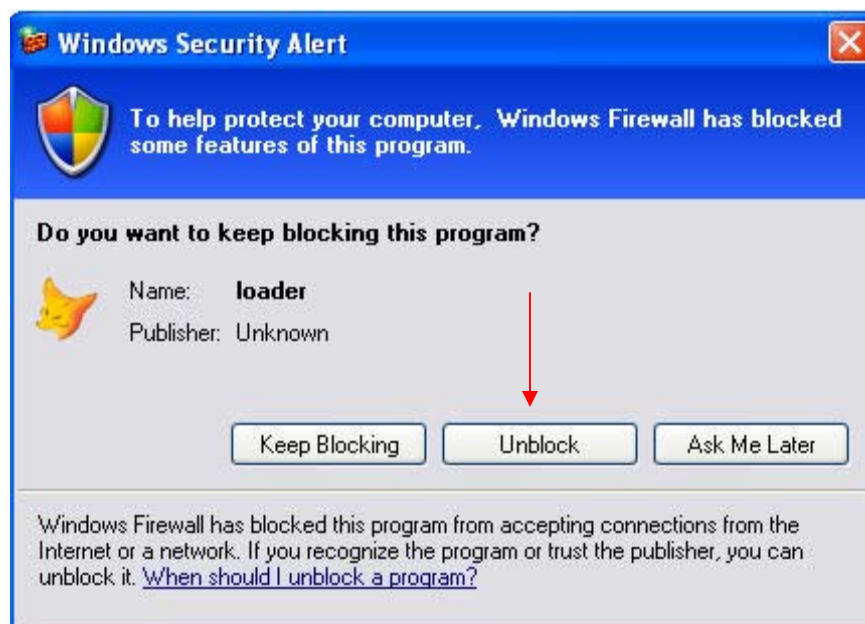 Windows Security Alert
To help protect your computer, Windows Firewall has blocked
some features of this program.
Do you want to keep blocking this program?
Name: loader
Publisher: Unknown
Keep Blocking Unblock Ask Me Later
Windows Firewall has blocked this program from accepting connections from the
Internet or a network. If you recognize the program or trust the publisher, you can
unblock it. When should I unblock a program?